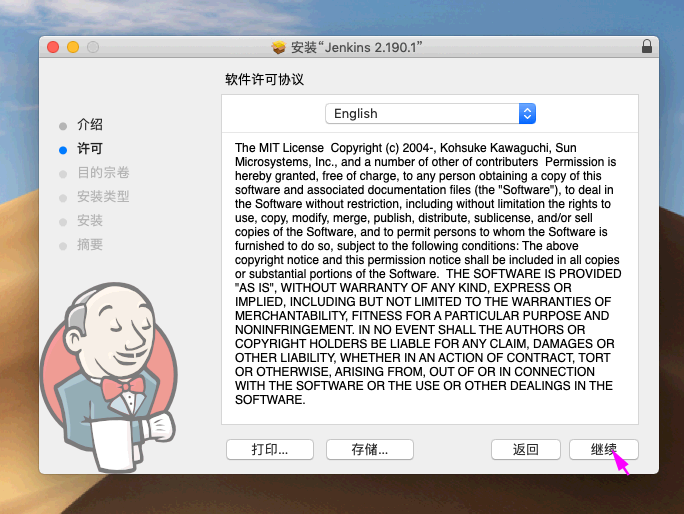 安装“Jenkins 2.190.1”
软件许可协议
介绍
许可
目的宗卷
安装类型
安装
摘要
English
The MIT License  Copyright (c) 2004-, Kohsuke Kawaguchi, Sun
Microsystems, Inc., and a number of other of contributers  Permission is
hereby granted, free of charge, to any person obtaining a copy of this
software and associated documentation files (the "Software"), to deal in
the Software without restriction, including without limitation the rights to
use, copy, modify, merge, publish, distribute, sublicense, and/or sell
copies of the Software, and to permit persons to whom the Software is
furnished to do so, subject to the following conditions: The above
copyright notice and this permission notice shall be included in all copies
or substantial portions of the Software.  THE SOFTWARE IS PROVIDED
"AS IS", WITHOUT WARRANTY OF ANY KIND, EXPRESS OR
IMPLIED, INCLUDING BUT NOT LIMITED TO THE WARRANTIES OF
MERCHANTABILITY, FITNESS FOR A PARTICULAR PURPOSE AND
NONINFRINGEMENT. IN NO EVENT SHALL THE AUTHORS OR
COPYRIGHT HOLDERS BE LIABLE FOR ANY CLAIM, DAMAGES OR
OTHER LIABILITY, WHETHER IN AN ACTION OF CONTRACT, TORT
OR OTHERWISE, ARISING FROM, OUT OF OR IN CONNECTION
WITH THE SOFTWARE OR THE USE OR OTHER DEALINGS IN THE
SOFTWARE.
打印... 存储... 返回 继续